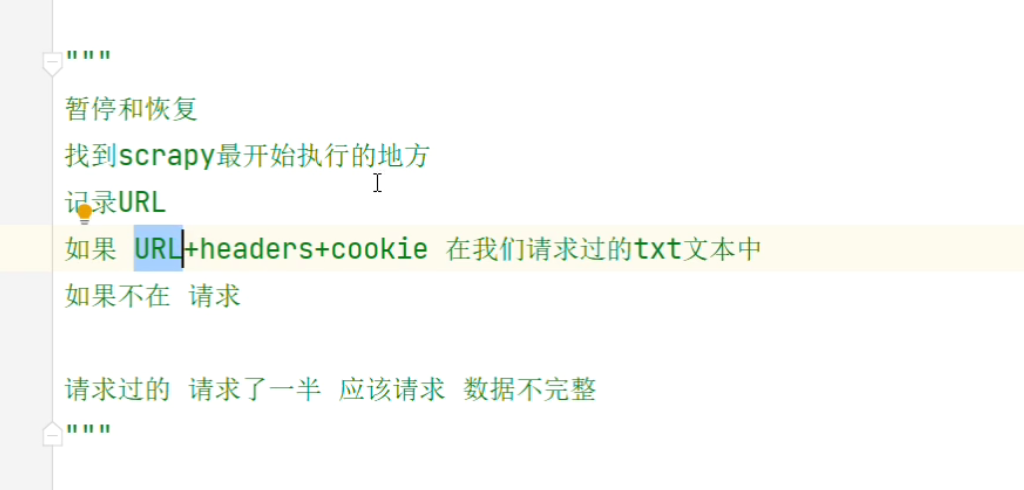 """
暂停和恢复
找到scrapy最开始执行的地方
记录URL
如果 URL+headers+cookie 在我们请求过的txt文本中
如果不在 请求
请求过的 请求了一半 应该请求 数据不完整
"""